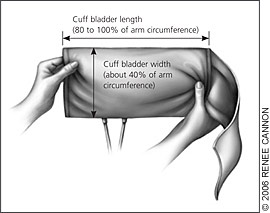 Cuff bladder length
(80 to 100% of arm circumference)
Cuff bladder width
(about 40% of arm
circumference)
© 2006 RENEE CANNON